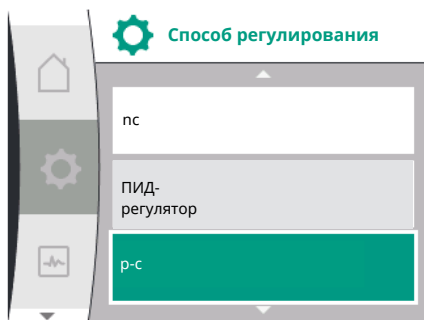 Способ регулирования
nc
ПИД-
регулятор
p-c